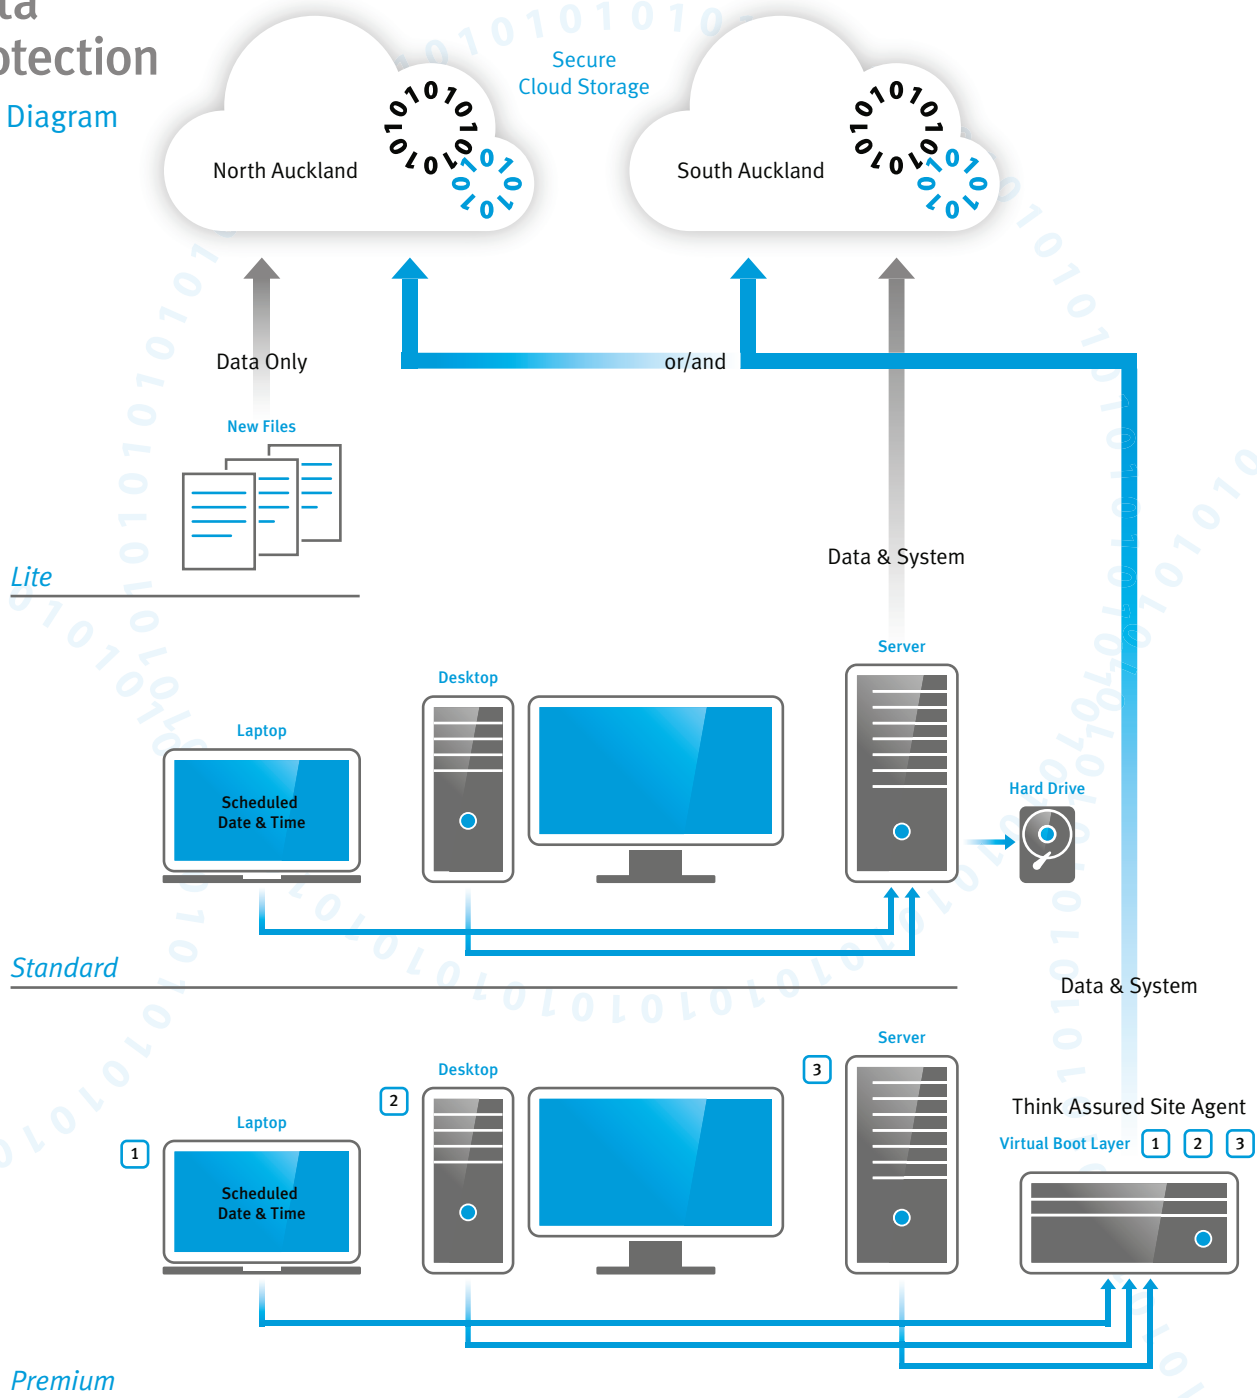 ta
otection
Diagram
Secure
Cloud Storage
North Auckland
South Auckland
Data Only
or/and
New Files
Data & System
Lite
Server
Desktop
Laptop
Scheduled
Date & Time
Hard Drive
Standard
Data & System
Server
3
Desktop
2
Think Assured Site Agent
Laptop
Virtual Boot Layer 1 2 3
1
Scheduled
Date & Time
Premium